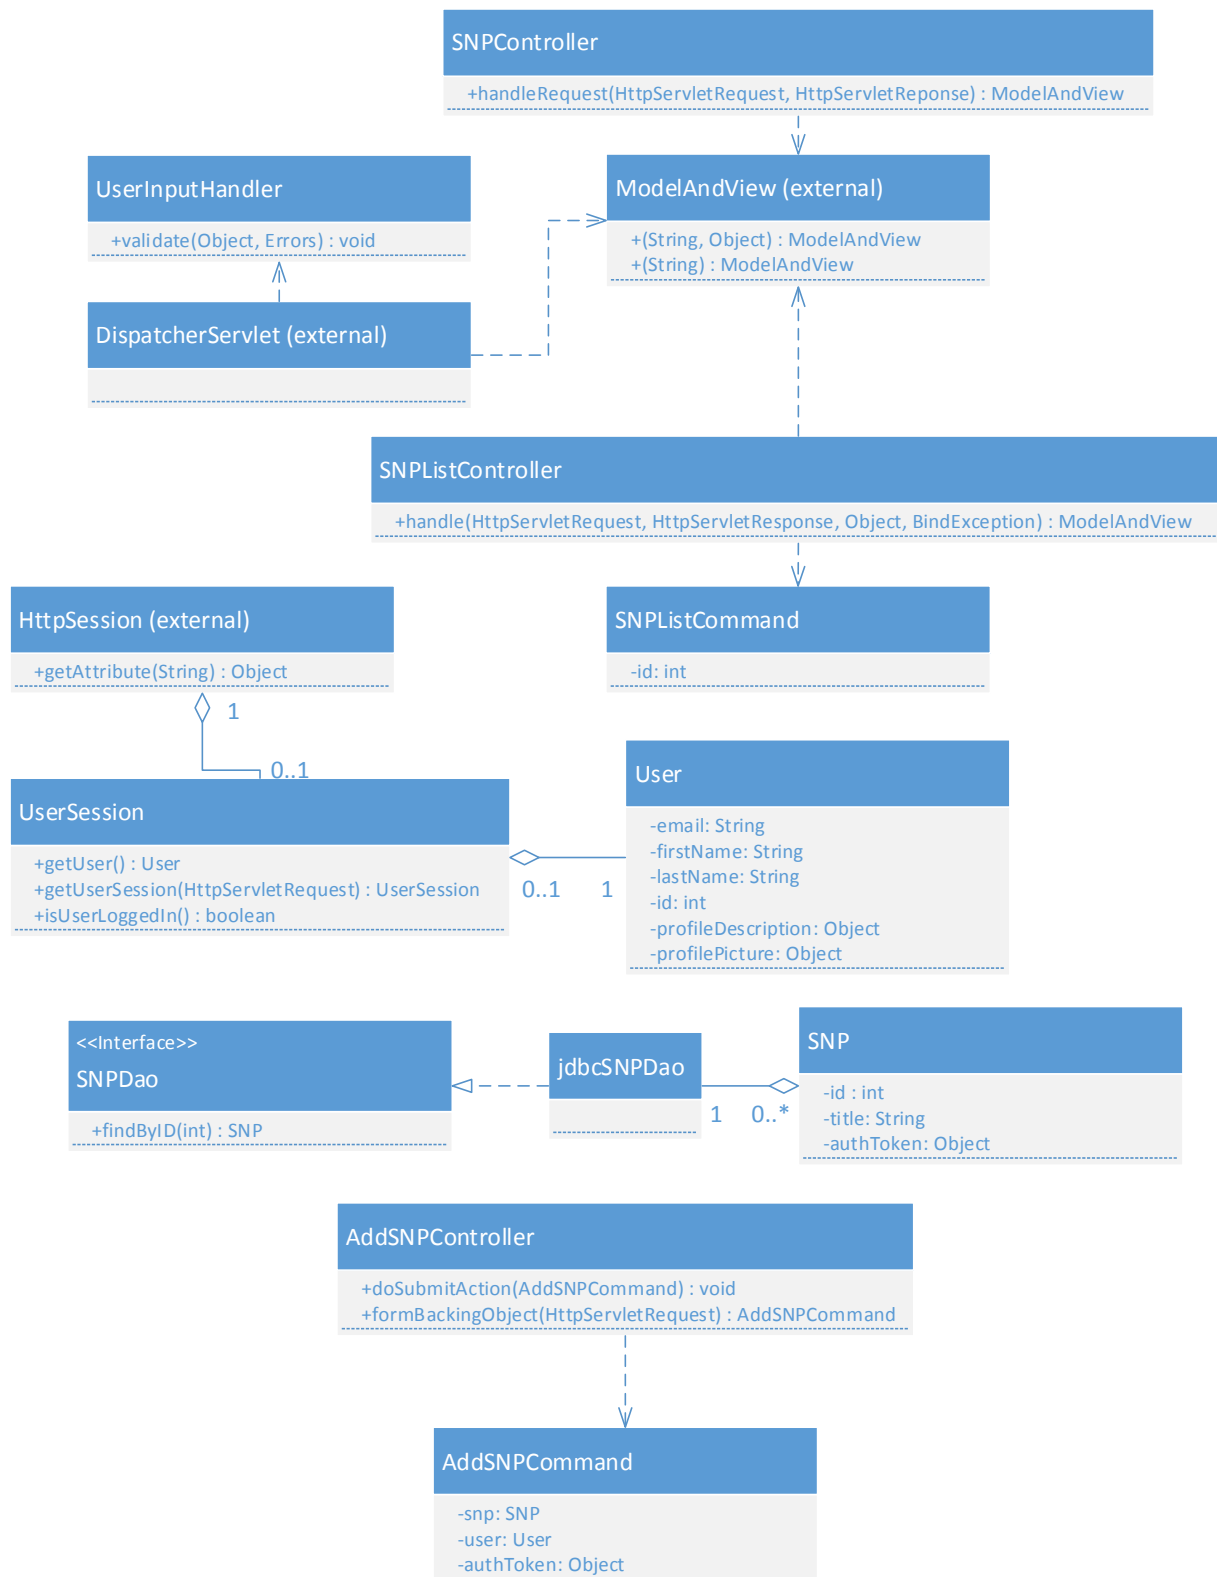 SNPController
+handleRequest(HttpServletRequest, HttpServletReponse) : ModelAndView
UserInputHandler
+validate(Object, Errors) : void
ModelAndView (external)
+(String, Object) : ModelAndView
+(String) : ModelAndView
DispatcherServlet (external)
SNPListController
+handle(HttpServletRequest, HttpServletResponse, Object, BindException) : ModelAndView
HttpSession (external)
+getAttribute(String) : Object
SNPListCommand
-id: int
1
0..1
UserSession
+getUser() : User
+getUserSession(HttpServletRequest) : UserSession
+isUserLoggedIn() : boolean
0..1
1
User
-email: String
-firstName: String
-lastName: String
-id: int
-profileDescription: Object
-profilePicture: Object
<<Interface>>
SNPDao
+findByID(int) : SNP
jdbcSNPDao
1
0..*
SNP
-id : int
-title: String
-authToken: Object
AddSNPController
+doSubmitAction(AddSNPCommand) : void
+formBackingObject(HttpServletRequest) : AddSNPCommand
AddSNPCommand
-snp: SNP
-user: User
-authToken: Object